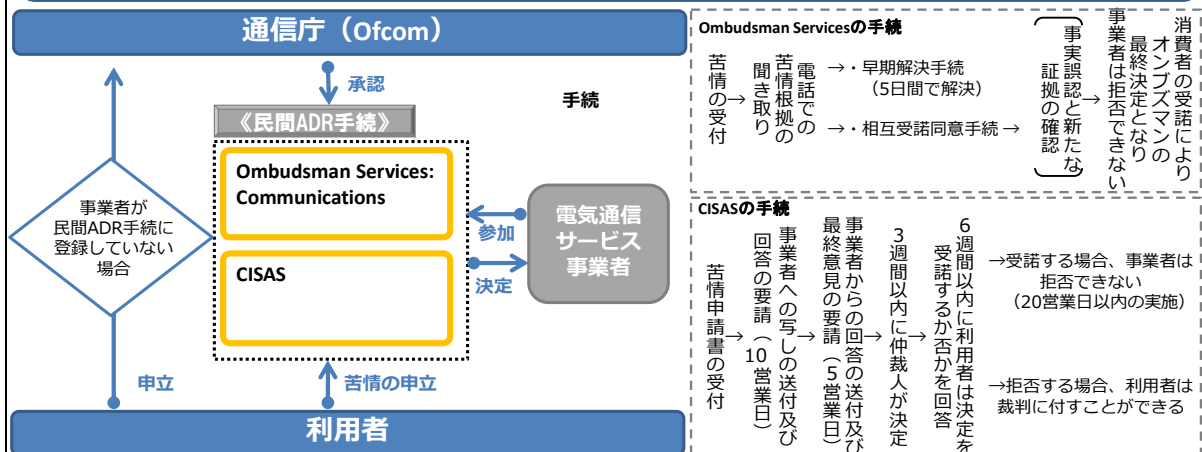 通信庁（Ofcom）
承認
手続
《民間ADR手続》
Ombudsman Services:
Communications
CISAS
事業者が
民間ADR手続に
登録していない
場合
参加
決定
電気通信
サービス
事業者
申立
苦情の申立
利用者
Ombudsman Servicesの手続
苦情の受付
→
電話での
苦情根拠の
聞き取り
→・早期解決手続
（5日間で解決）
→・相互受諾同意手続→
事実誤認と新たな
証拠の確認
→
消費者の受諾により
オンブズマンの
最終決定となり
事業者は拒否できない
CISASの手続
苦情申請書の受付
→
事業者への写しの送付及び
回答の要請（10営業日）
→
事業者からの回答の送付及び
最終意見の要請（5営業日）
→
3週間以内に仲裁人が決定
→
6週間以内に利用者は決定を
受諾するか否かを回答
→受諾する場合、事業者は
拒否できない
（20営業日以内の実施）
→拒否する場合、利用者は
裁判に付すことができる